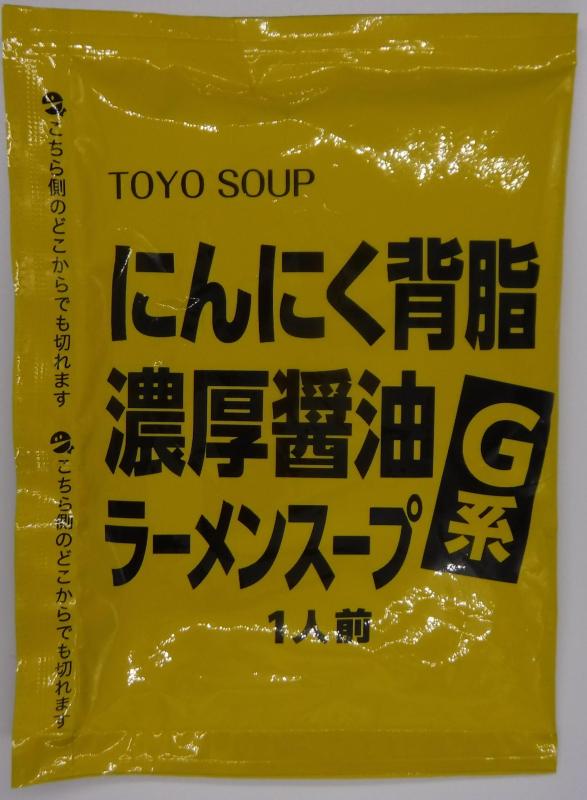 TOYO SOUP
にんにく背脂
濃厚醤油
ラーメンスープ
G系
1人前
こちら側のどこからでも切れます
こちら側のどこからでも切れます